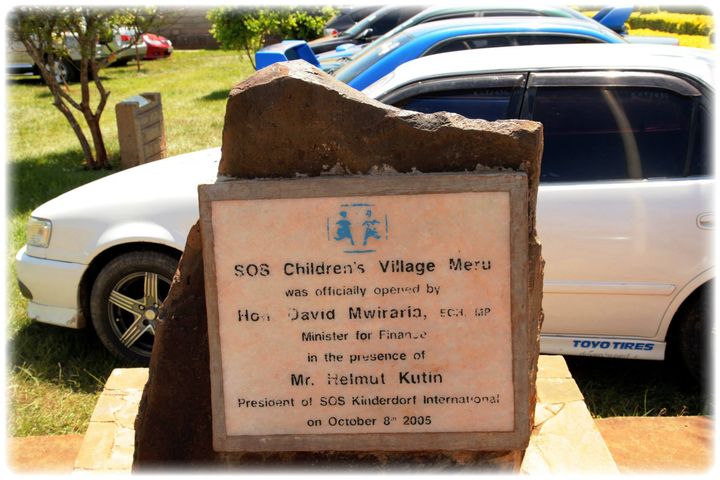 SOS Children's Village Meru
was officially opened by
Hon. David Mwiraria, EGH, MP
Minister for Finance
in the presence of
Mr. Helmut Kutin
President of SOS Kinderdorf International
on October 8th 2005
TOYO TIRES